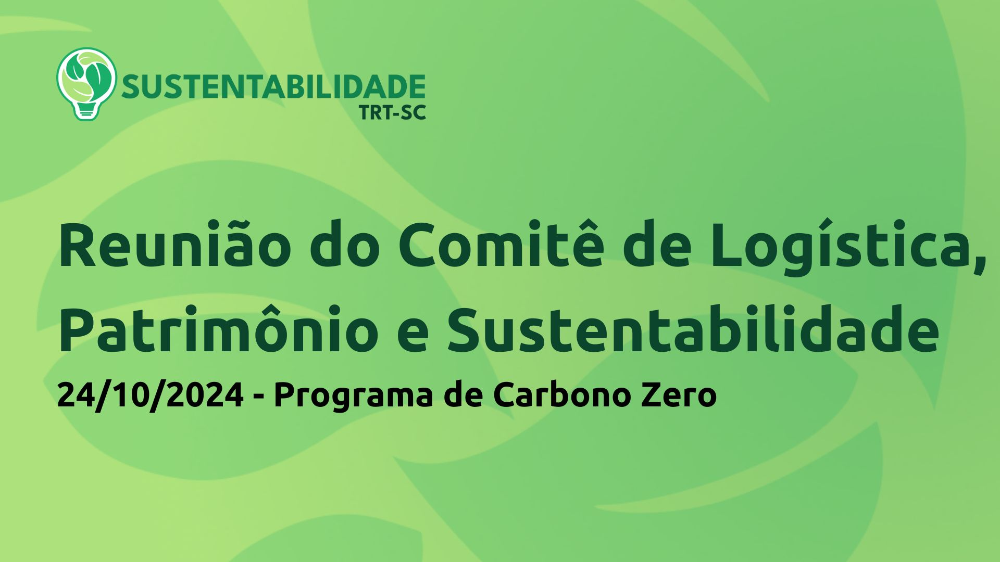 SUSTENTABILIDADE
TRT-SC
Reunião do Comitê de Logística,
Patrimônio e Sustentabilidade
24/10/2024 - Programa de Carbono Zero